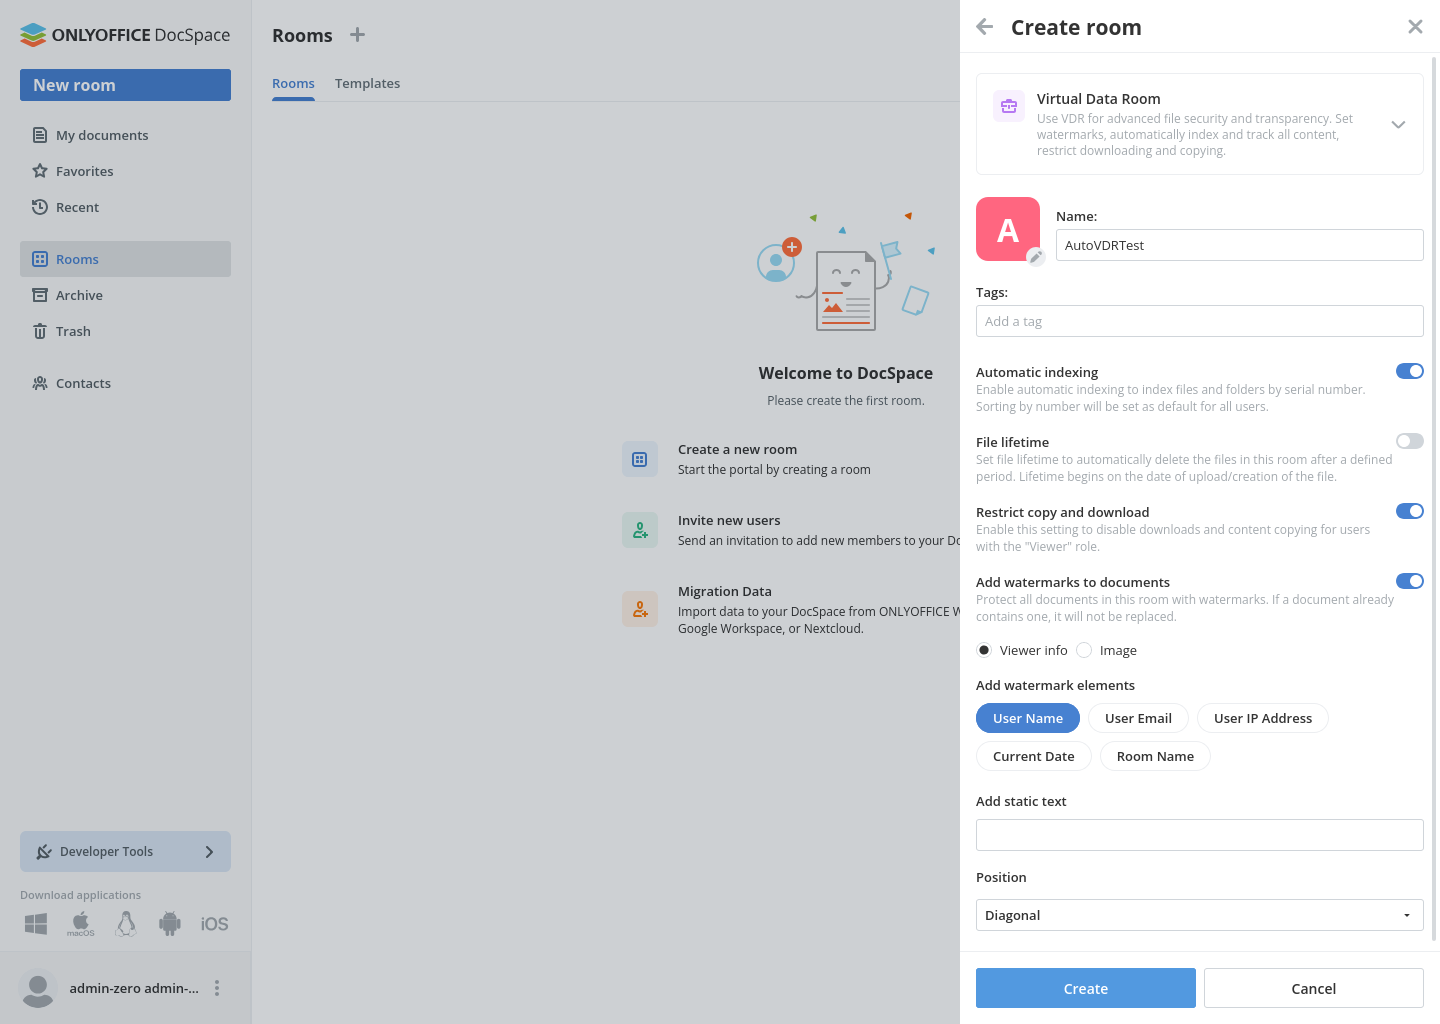 ONLYOFFICE DocSpace
New room
My documents
Favorites
Recent
Rooms
Archive
Trash
Contacts
Developer Tools
Download applications
macOS
iOS
admin-zero admin-...
Rooms
Rooms
Templates
Welcome to DocSpace
Please create the first room.
Create a new room
Start the portal by creating a room
Invite new users
Send an invitation to add new members to your Do
Migration Data
Import data to your DocSpace from ONLYOFFICE W
Google Workspace, or Nextcloud.
Create room
Virtual Data Room
Use VDR for advanced file security and transparency. Set
watermarks, automatically index and track all content,
restrict downloading and copying.
A
Name:
AutoVDRTest
Tags:
Add a tag
Automatic indexing
Enable automatic indexing to index files and folders by serial number.
Sorting by number will be set as default for all users.
File lifetime
Set file lifetime to automatically delete the files in this room after a defined
period. Lifetime begins on the date of upload/creation of the file.
Restrict copy and download
Enable this setting to disable downloads and content copying for users
with the "Viewer" role.
Add watermarks to documents
Protect all documents in this room with watermarks. If a document already
contains one, it will not be replaced.
Viewer info
Image
Add watermark elements
User Name
User Email
User IP Address
Current Date
Room Name
Add static text
Position
Diagonal
Create
Cancel